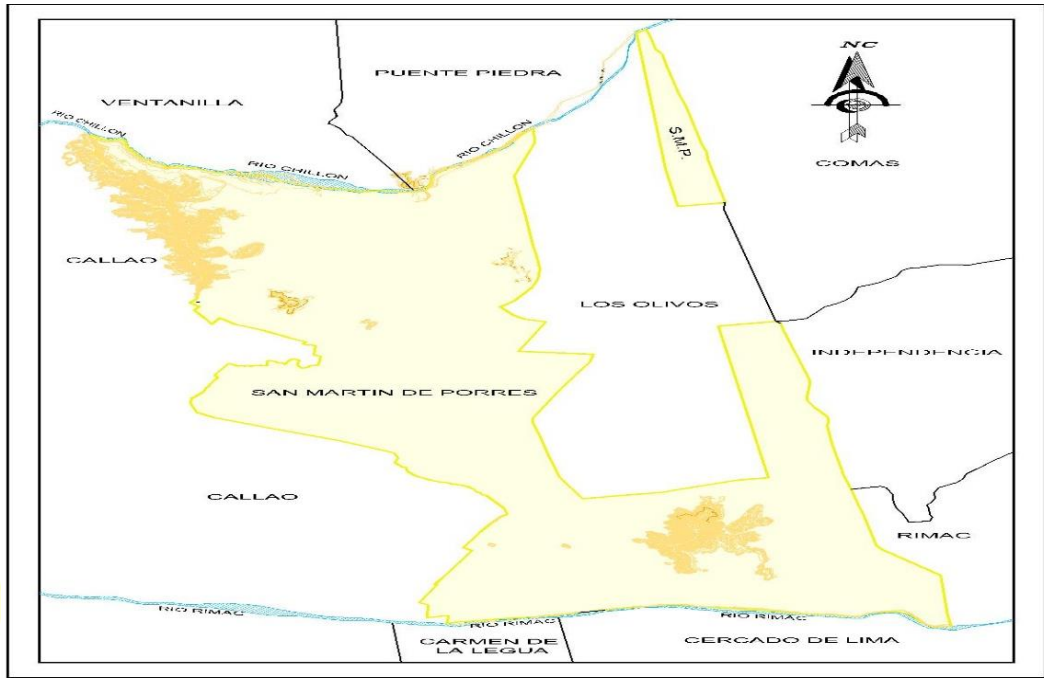 NC
PUENTE PIEDRA
VENTANILLA
RIO CHILLON
RIO CHILLON
RIO CHILLON
S.M.P.
COMAS
CALLAO
LOS OLIVOS
INDEPENDENCIA
SAN MARTIN DE PORRES
CALLAO
RIMAC
RIO RIMAC
RIO RIMAC
RIO RIMAC
CARMEN DE
LA LEGUA
CERCADO DE LIMA